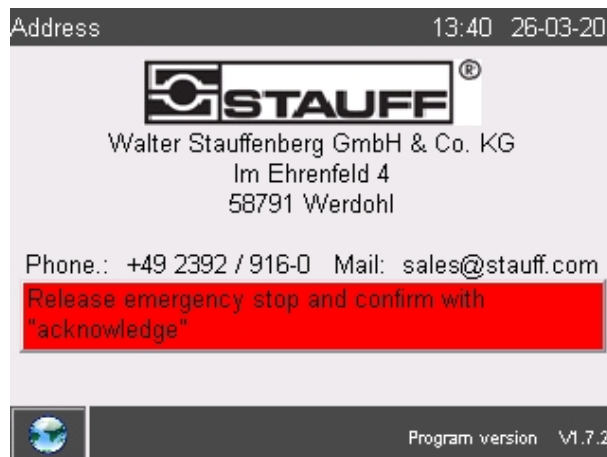 Address 13:40 26-03-20
STAUFF®
Walter Stauffenberg GmbH & Co. KG
Im Ehrenfeld 4
58791 Werdohl
Phone.: +49 2392 / 916-0 Mail: sales@stauff.com
Release emergency stop and confirm with
"acknowledge"
Program version V1.7.2